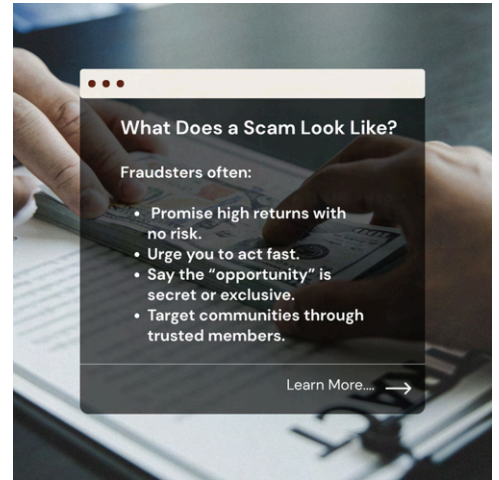 What Does a Scam Look Like?
Fraudsters often:
• Promise high returns with
no risk.
• Urge you to act fast.
• Say the “opportunity” is
secret or exclusive.
• Target communities through
trusted members.
Learn More.... →